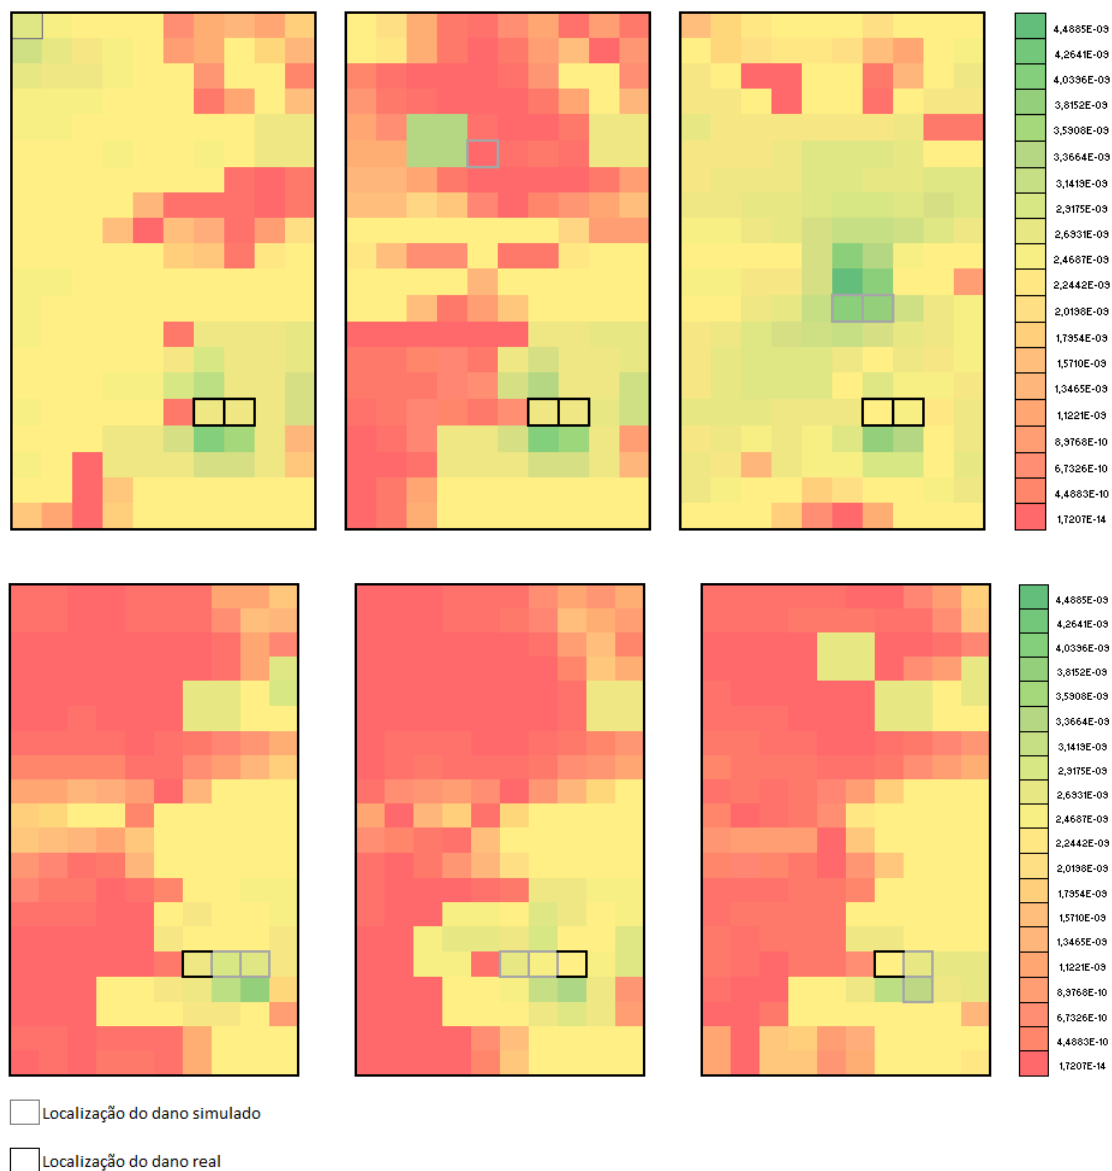 4,4885E-09
4,2641E-09
4,0396E-09
3,8152E-09
3,5908E-09
3,3664E-09
3,1419E-09
2,9175E-09
2,6931E-09
2,4687E-09
2,2442E-09
2,0198E-09
1,7954E-09
1,5710E-09
1,3465E-09
1,1221E-09
8,9768E-10
6,7326E-10
4,4883E-10
1,7207E-14
4,4885E-09
4,2641E-09
4,0396E-09
3,8152E-09
3,5908E-09
3,3664E-09
3,1419E-09
2,9175E-09
2,6931E-09
2,4687E-09
2,2442E-09
2,0198E-09
1,7954E-09
1,5710E-09
1,3465E-09
1,1221E-09
8,9768E-10
6,7326E-10
4,4883E-10
1,7207E-14
Localização do dano simulado
Localização do dano real